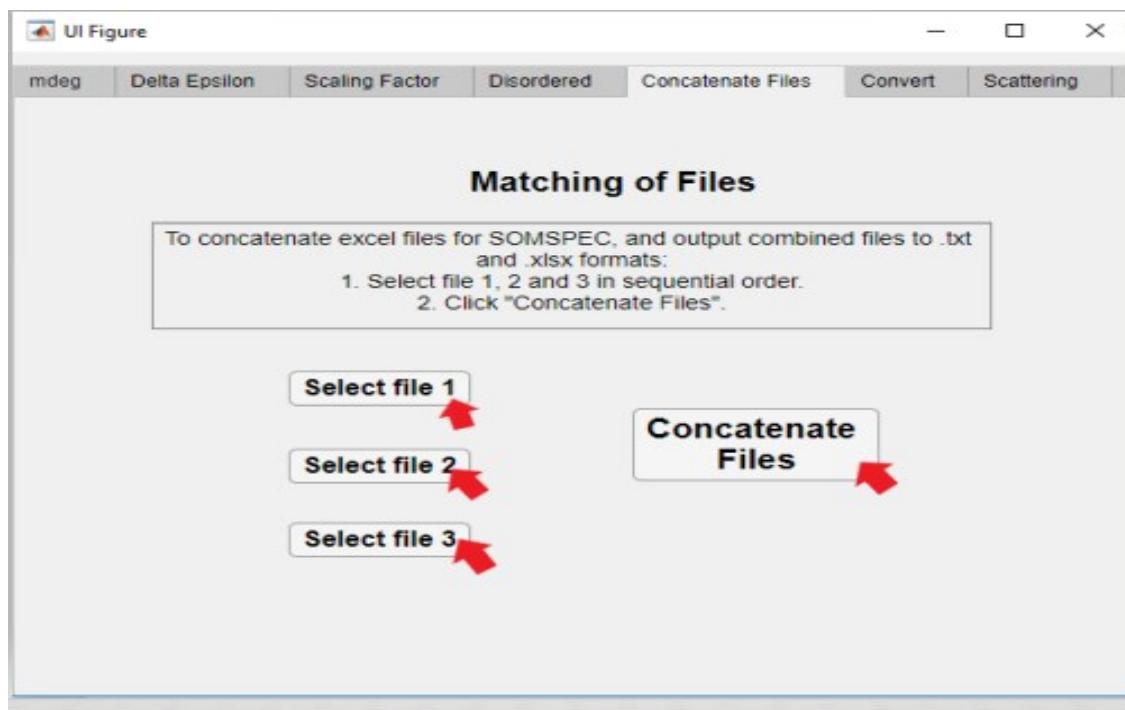 UI Figure
mdeg Delta Epsilon Scaling Factor Disordered Concatenate Files Convert Scattering
Matching of Files
To concatenate excel files for SOMSPEC, and output combined files to .txt
and .xlsx formats:
1. Select file 1, 2 and 3 in sequential order.
2. Click "Concatenate Files".
Select file 1
Select file 2
Select file 3
Concatenate
Files